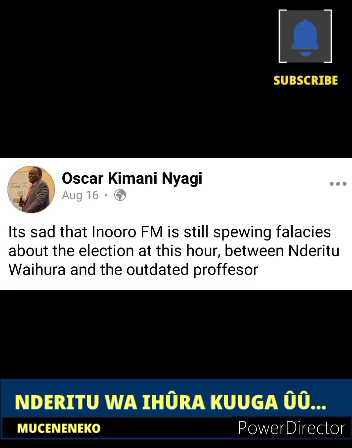 SUBSCRIBE
Oscar Kimani Nyagi
Aug 16 ·
Its sad that Inooro FM is still spewing falacies
about the election at this hour, between Nderitu
Waihura and the outdated proffesor
NDERITU WA IHŨRA KUUGA ŨŨ...
MUCENENEKO
PowerDirector